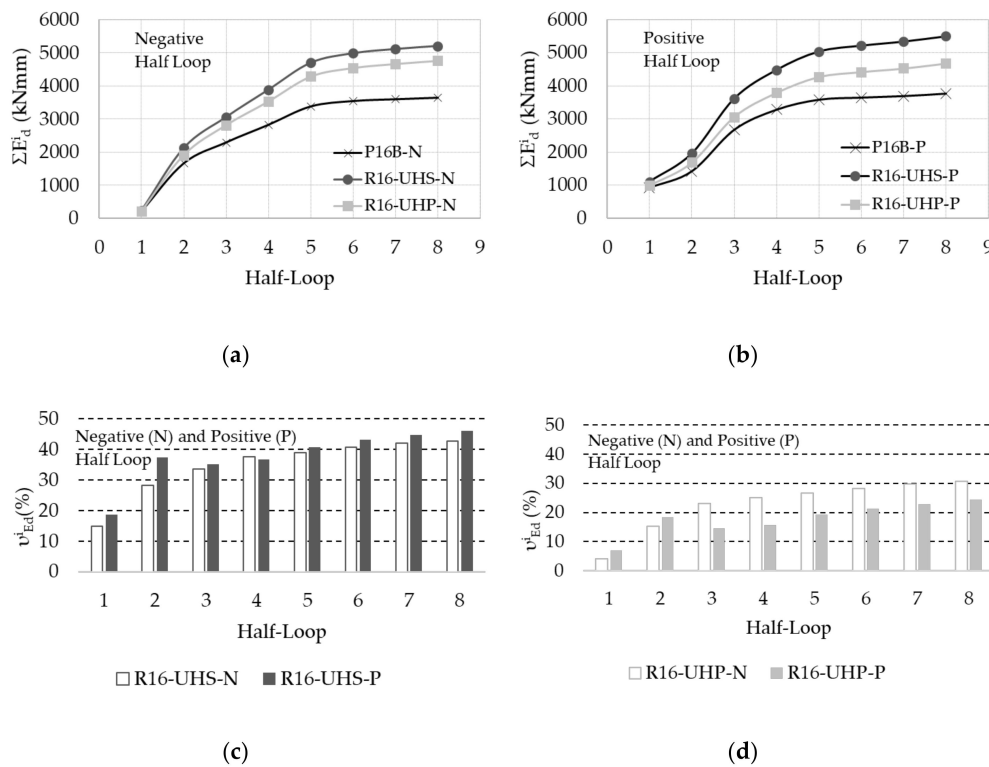 6000
5000
4000
3000
2000
1000
0
ΣEⁱd (kNmm)
Negative
Half Loop
P16B-N
R16-UHS-N
R16-UHP-N
0 1 2 3 4 5 6 7 8 9
Half-Loop
(a)
6000
5000
4000
3000
2000
1000
0
ΣEⁱd (kNmm)
Positive
Half Loop
P16B-P
R16-UHS-P
R16-UHP-P
0 1 2 3 4 5 6 7 8 9
Half-Loop
(b)
50
40
30
20
10
0
υⁱEd(%)
Negative (N) and Positive (P)
Half Loop
1 2 3 4 5 6 7 8
Half-Loop
R16-UHS-N R16-UHS-P
(c)
50
40
30
20
10
0
υⁱEd(%)
Negative (N) and Positive (P)
Half Loop
1 2 3 4 5 6 7 8
Half-Loop
R16-UHP-N R16-UHP-P
(d)